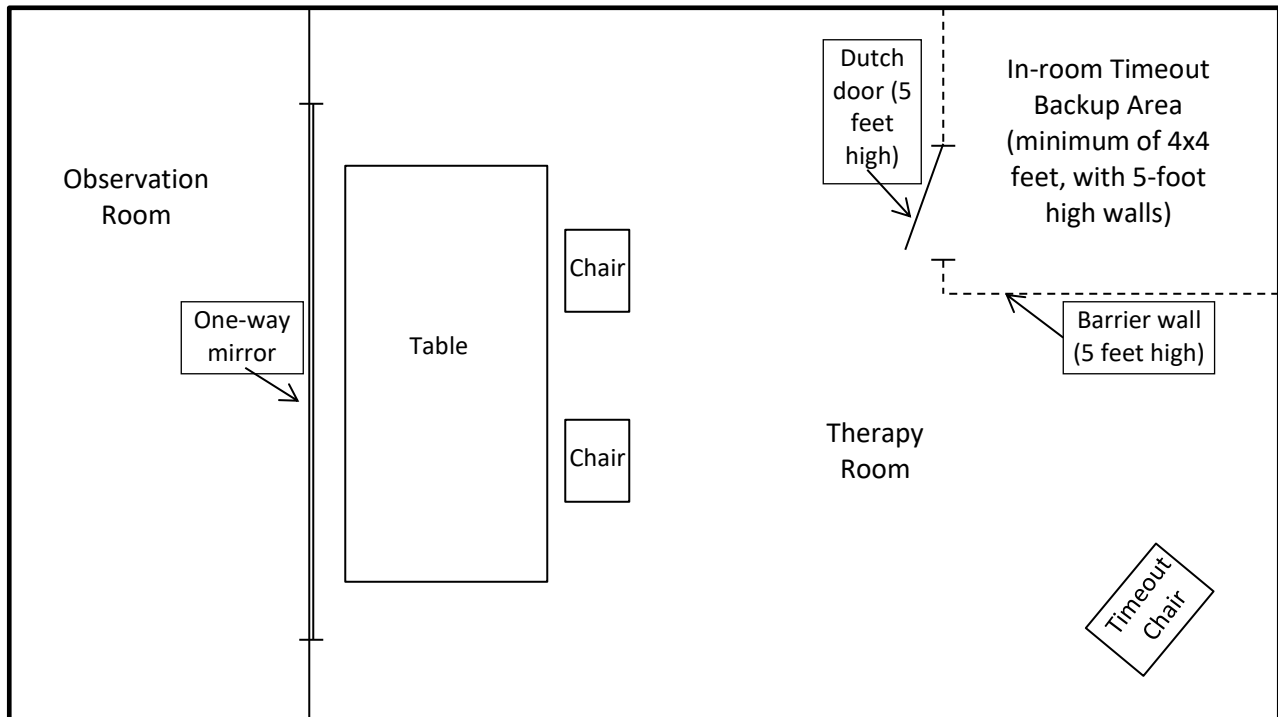 Observation
Room
One-way
mirror
Table
Chair
Chair
Dutch
door (5
feet
high)
In-room Timeout
Backup Area
(minimum of 4x4
feet, with 5-foot
high walls)
Barrier wall
(5 feet high)
Therapy
Room
Timeout
Chair